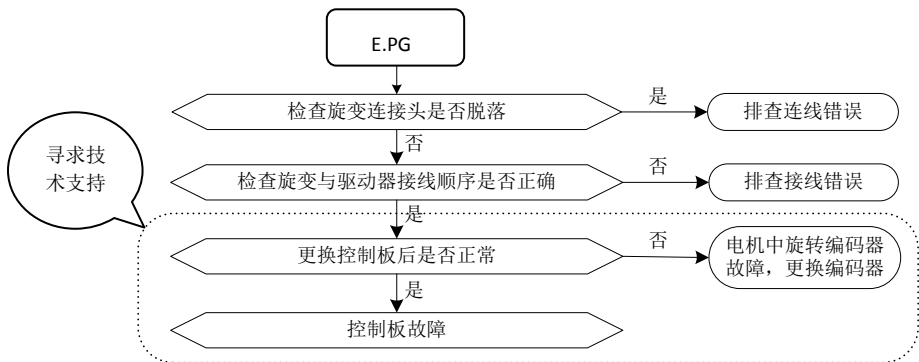 E.PG
检查旋变连接头是否脱落
是
排查连线错误
否
寻求技
术支持
检查旋变与驱动器接线顺序是否正确
否
排查接线错误
是
更换控制板后是否正常
否
电机中旋转编码器
故障，更换编码器
是
控制板故障